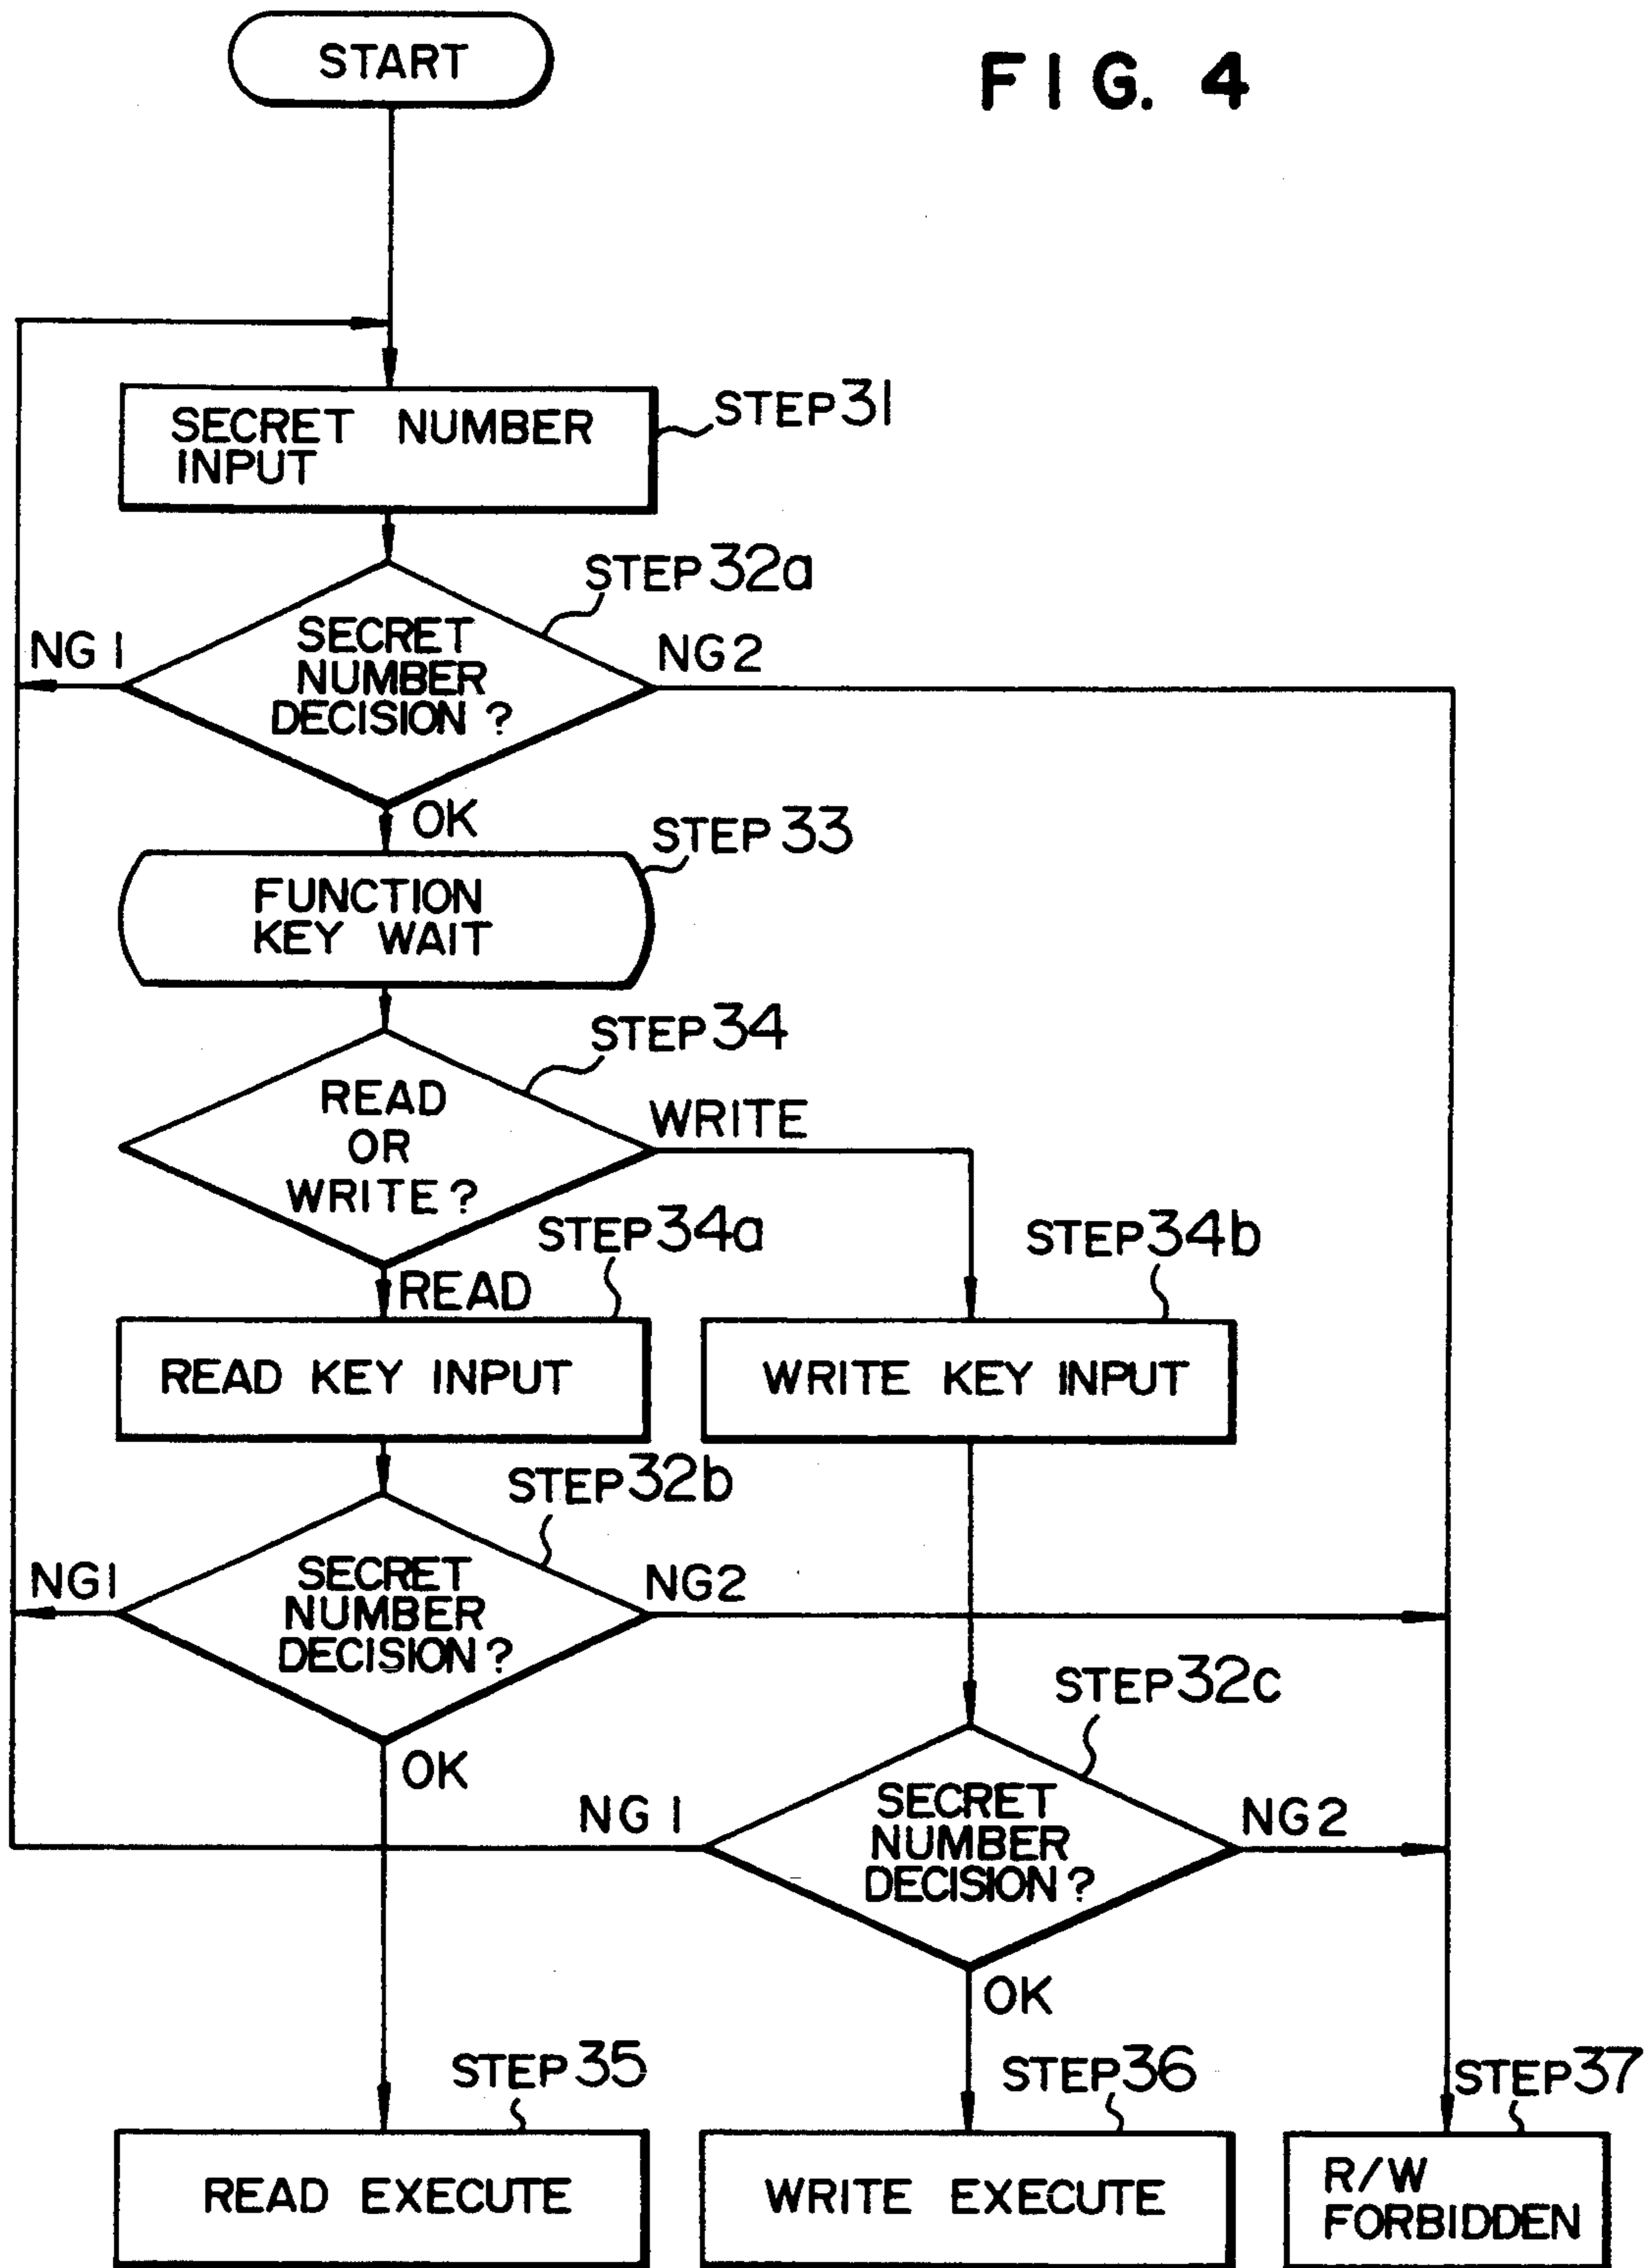 START
FIG. 4
SECRET NUMBER
INPUT
STEP31
STEP32a
NG1
SECRET
NUMBER
DECISION?
NG2
OK
STEP33
FUNCTION
KEY WAIT
STEP34
READ
OR
WRITE?
WRITE
STEP34a
STEP34b
READ
READ KEY INPUT
WRITE KEY INPUT
STEP32b
NG1
SECRET
NUMBER
DECISION?
NG2
STEP32c
OK
NG1
SECRET
NUMBER
DECISION?
NG2
OK
STEP35
STEP36
STEP37
READ EXECUTE
WRITE EXECUTE
R/W
FORBIDDEN